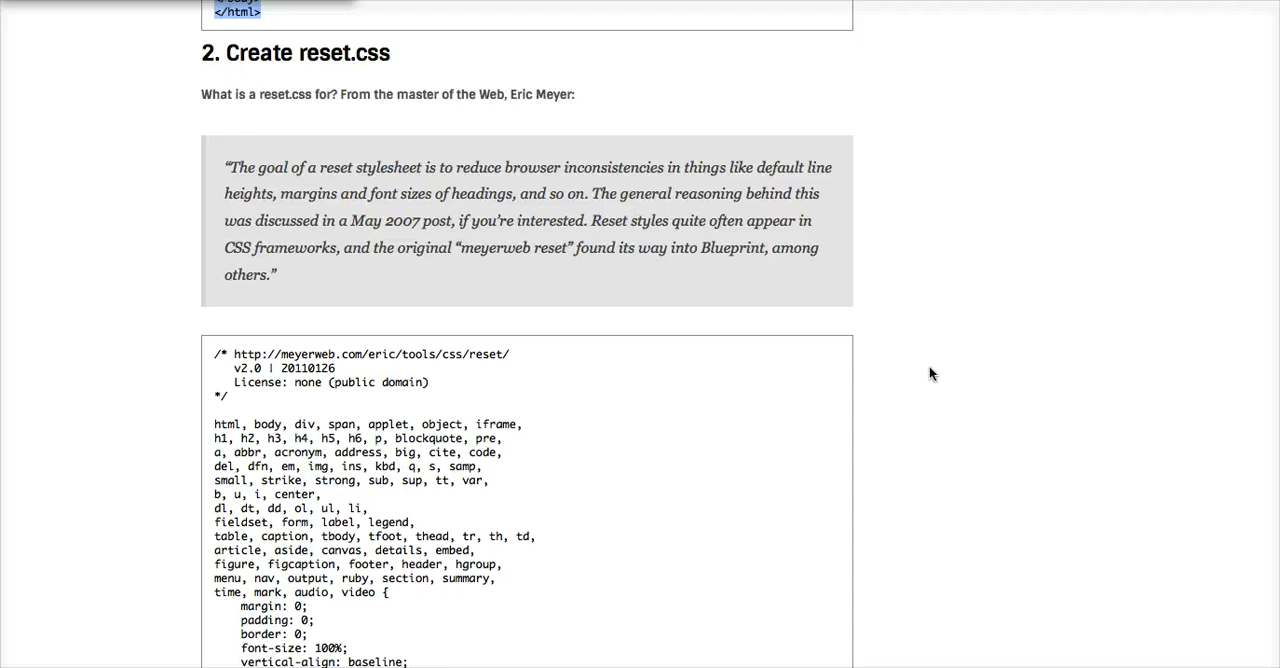 </html>
2. Create reset.css
What is a reset.css for? From the master of the Web, Eric Meyer:
“The goal of a reset stylesheet is to reduce browser inconsistencies in things like default line
heights, margins and font sizes of headings, and so on. The general reasoning behind this
was discussed in a May 2007 post, if you’re interested. Reset styles quite often appear in
CSS frameworks, and the original “meyerweb reset” found its way into Blueprint, among
others.”
/* http://meyerweb.com/eric/tools/css/reset/
v2.0 | 20110126
License: none (public domain)
*/
html, body, div, span, applet, object, iframe,
h1, h2, h3, h4, h5, h6, p, blockquote, pre,
a, abbr, acronym, address, big, cite, code,
del, dfn, em, img, ins, kbd, q, s, samp,
small, strike, strong, sub, sup, tt, var,
b, u, i, center,
dl, dt, dd, ol, ul, li,
fieldset, form, label, legend,
table, caption, tbody, tfoot, thead, tr, th, td,
article, aside, canvas, details, embed,
figure, figcaption, footer, header, hgroup,
menu, nav, output, ruby, section, summary,
time, mark, audio, video {
margin: 0;
padding: 0;
border: 0;
font-size: 100%;
vertical-align: baseline;